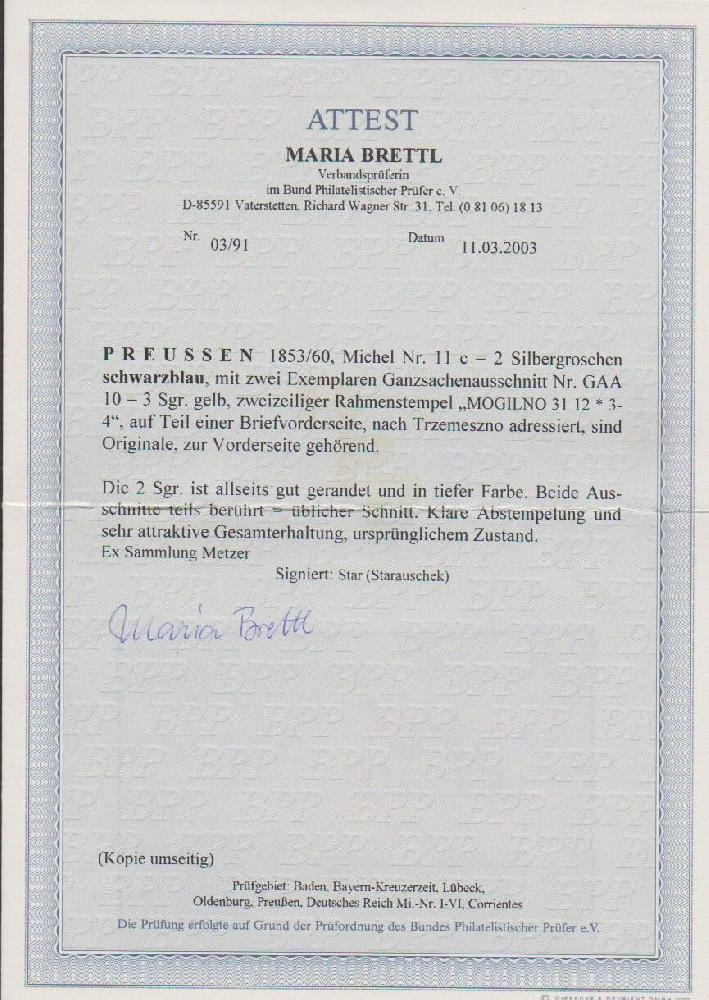 ATTEST
MARIA BRETTL
Verbandsprüferin
im Bund Philatelistischer Prüfer e. V.
D-85591 Vaterstetten, Richard Wagner Str. 31, Tel. (0 81 06) 18 13
Nr. 03/91 Datum 11.03.2003
PREUSSEN 1853/60, Michel Nr. 11 c – 2 Silbergroschen
schwarzblau, mit zwei Exemplaren Ganzsachenausschnitt Nr. GAA
10 – 3 Sgr. gelb, zweizeiliger Rahmenstempel „MOGILNO 31 12 * 3-
4“, auf Teil einer Briefvorderseite, nach Trzemeszno adressiert, sind
Originale, zur Vorderseite gehörend.
Die 2 Sgr. ist allseits gut gerandet und in tiefer Farbe. Beide Aus-
schnitte teils berührt = üblicher Schnitt. Klare Abstempelung und
sehr attraktive Gesamterhaltung, ursprünglichem Zustand.
Ex Sammlung Metzer
Signiert: Star (Starauschek)
Maria Brettl
(Kopie umseitig)
Prüfgebiet: Baden, Bayern-Kreuzerzeit, Lübeck,
Oldenburg, Preußen, Deutsches Reich Mi.-Nr. 1-VI, Corrientes
Die Prüfung erfolgte auf Grund der Prüfordnung des Bundes Philatelistischer Prüfer e.V.